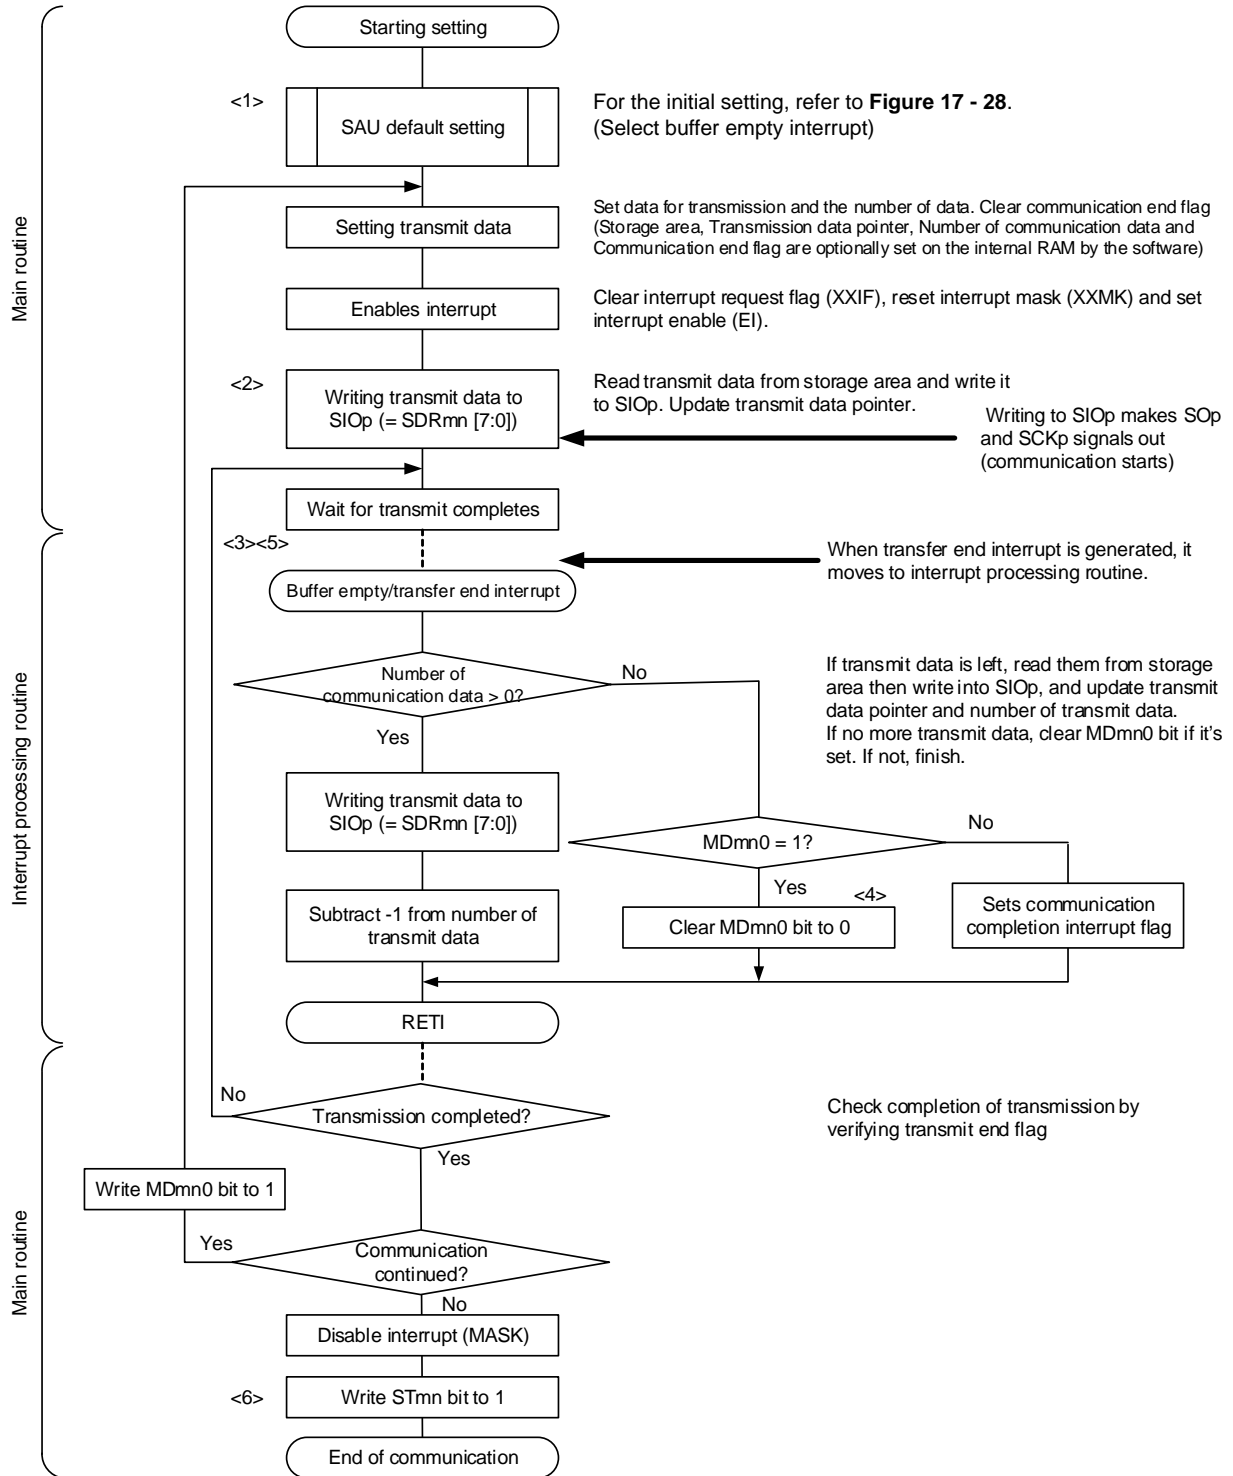 Starting setting
<1>
SAU default setting
For the initial setting, refer to Figure 17 - 28.
(Select buffer empty interrupt)
Main routine
Setting transmit data
Set data for transmission and the number of data. Clear communication end flag
(Storage area, Transmission data pointer, Number of communication data and
Communication end flag are optionally set on the internal RAM by the software)
Enables interrupt
Clear interrupt request flag (XXIF), reset interrupt mask (XXMK) and set
interrupt enable (EI).
<2>
Writing transmit data to
SIOp (= SDRmn [7:0])
Read transmit data from storage area and write it
to SIOp. Update transmit data pointer.
Writing to SIOp makes SOp
and SCKp signals out
(communication starts)
Wait for transmit completes
<3><5>
When transfer end interrupt is generated, it
moves to interrupt processing routine.
Buffer empty/transfer end interrupt
Interrupt processing routine
Number of
communication data > 0?
No
Yes
If transmit data is left, read them from storage
area then write into SIOp, and update transmit
data pointer and number of transmit data.
If no more transmit data, clear MDmn0 bit if it's
set. If not, finish.
Writing transmit data to
SIOp (= SDRmn [7:0])
MDmn0 = 1?
No
Yes
<4>
Subtract -1 from number of
transmit data
Clear MDmn0 bit to 0
Sets communication
completion interrupt flag
RETI
Main routine
No
Transmission completed?
Yes
Check completion of transmission by
verifying transmit end flag
Write MDmn0 bit to 1
Yes
Communication
continued?
No
Disable interrupt (MASK)
<6>
Write STmn bit to 1
End of communication